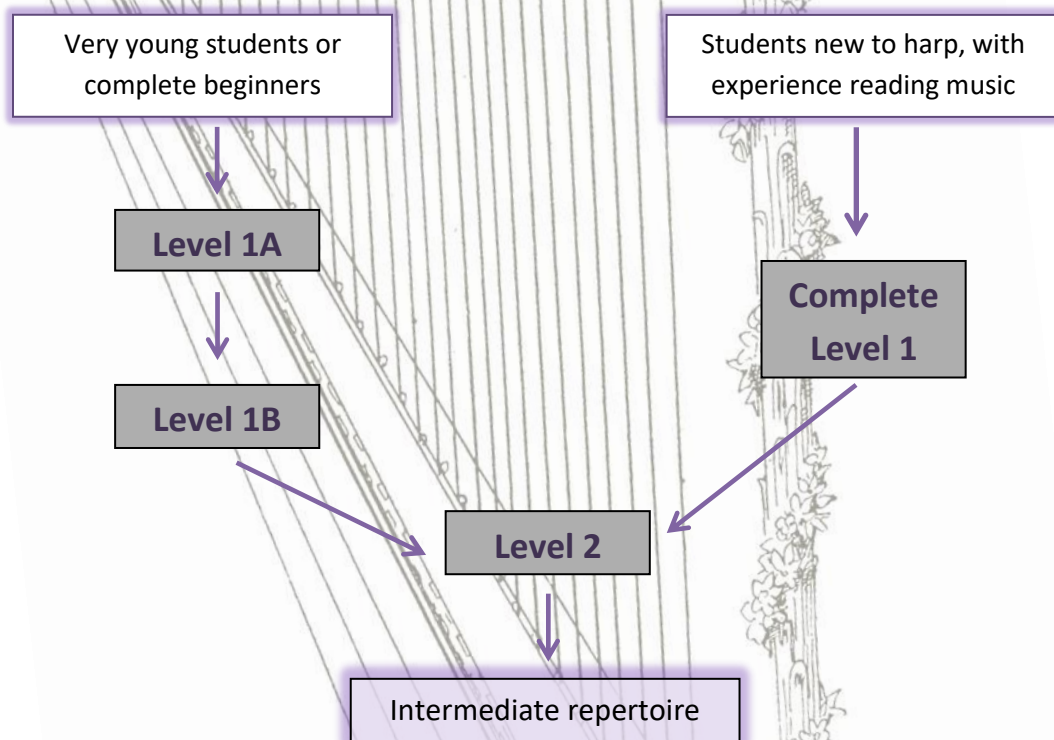 Very young students or
complete beginners
Students new to harp, with
experience reading music
Level 1A
Complete
Level 1
Level 1B
Level 2
Intermediate repertoire